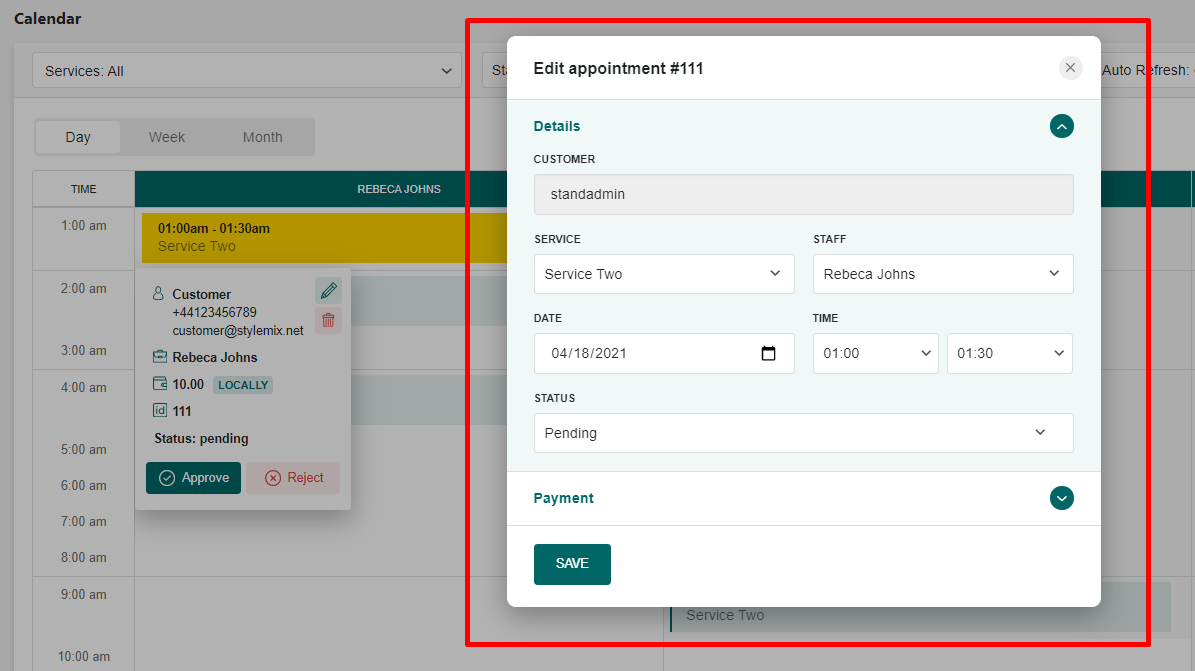 Calendar
Services: All
Sta
Auto Refresh:
Day
Week
Month
TIME
REBECA JOHNS
1:00 am
01:00am - 01:30am
Service Two
2:00 am
Customer
+44123456789
customer@stylemix.net
Rebeca Johns
3:00 am
10.00
LOCALLY
4:00 am
id
111
Status: pending
5:00 am
Approve
Reject
6:00 am
7:00 am
8:00 am
9:00 am
10:00 am
Service Two
Edit appointment #111
Details
CUSTOMER
standadmin
SERVICE
STAFF
Service Two
Rebeca Johns
DATE
TIME
04/18/2021
01:00
01:30
STATUS
Pending
Payment
SAVE